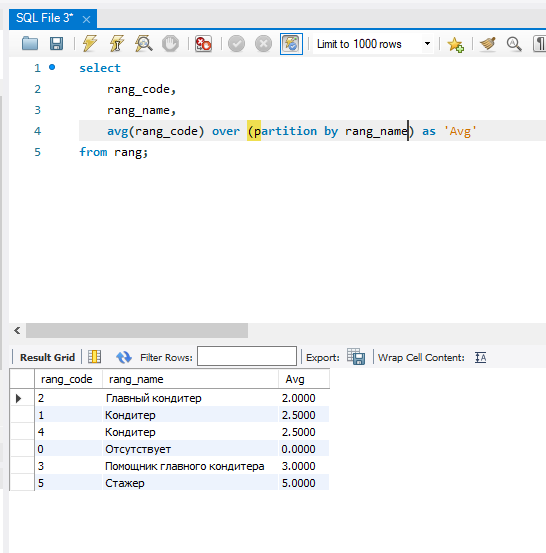 SQL File 3*
Limit to 1000 rows
1 select
2 rang_code,
3 rang_name,
4 avg(rang_code) over (partition by rang_name) as 'Avg'
5 from rang;
Result Grid Filter Rows: Export: Wrap Cell Content:
rang_code rang_name Avg
2 Главный кондитер 2.0000
1 Кондитер 2.5000
4 Кондитер 2.5000
0 Отсутствует 0.0000
3 Помощник главного кондитера 3.0000
5 Стажер 5.0000